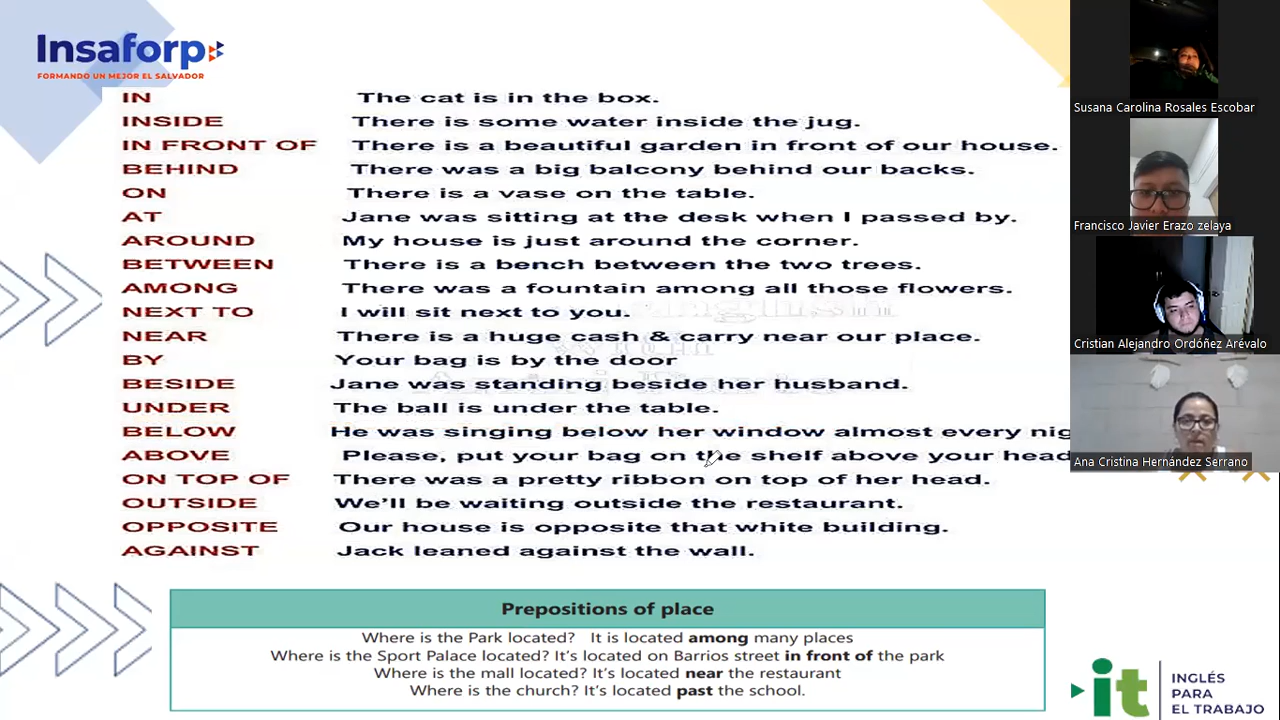 Insaforp
FORMANDO UN MEJOR EL SALVADOR
IN The cat is in the box.
INSIDE There is some water inside the jug.
IN FRONT OF There is a beautiful garden in front of our house.
BEHIND There was a big balcony behind our backs.
ON There is a vase on the table.
AT Jane was sitting at the desk when I passed by.
AROUND My house is just around the corner.
BETWEEN There is a bench between the two trees.
AMONG There was a fountain among all those flowers.
NEXT TO I will sit next to you.
NEAR There is a huge cash & carry near our place.
BY Your bag is by the door
BESIDE Jane was standing beside her husband.
UNDER The ball is under the table.
BELOW He was singing below her window almost every nig
ABOVE Please, put your bag on the shelf above your head
ON TOP OF There was a pretty ribbon on top of her head.
OUTSIDE We'll be waiting outside the restaurant.
OPPOSITE Our house is opposite that white building.
AGAINST Jack leaned against the wall.
Prepositions of place
Where is the Park located? It is located among many places
Where is the Sport Palace located? It's located on Barrios street in front of the park
Where is the mall located? It's located near the restaurant
Where is the church? It's located past the school.
Susana Carolina Rosales Escobar
Francisco Javier Erazo zelaya
Cristian Alejandro Ordóñez Arévalo
Ana Cristina Hernández Serrano
it
INGLÉS
PARA
EL TRABAJO